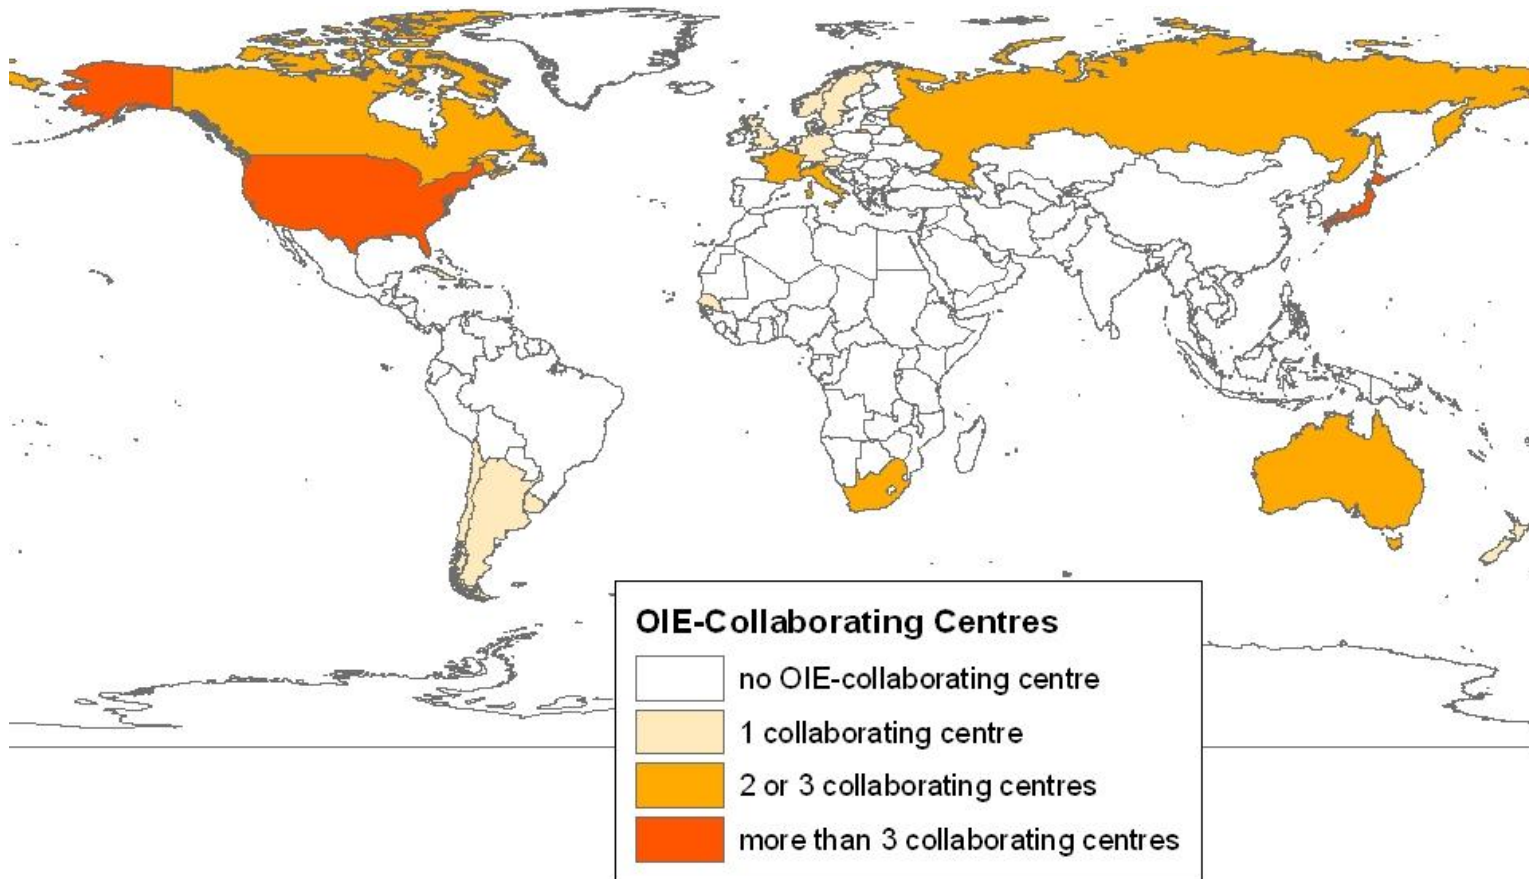 OIE-Collaborating Centres
no OIE-collaborating centre
1 collaborating centre
2 or 3 collaborating centres
more than 3 collaborating centres